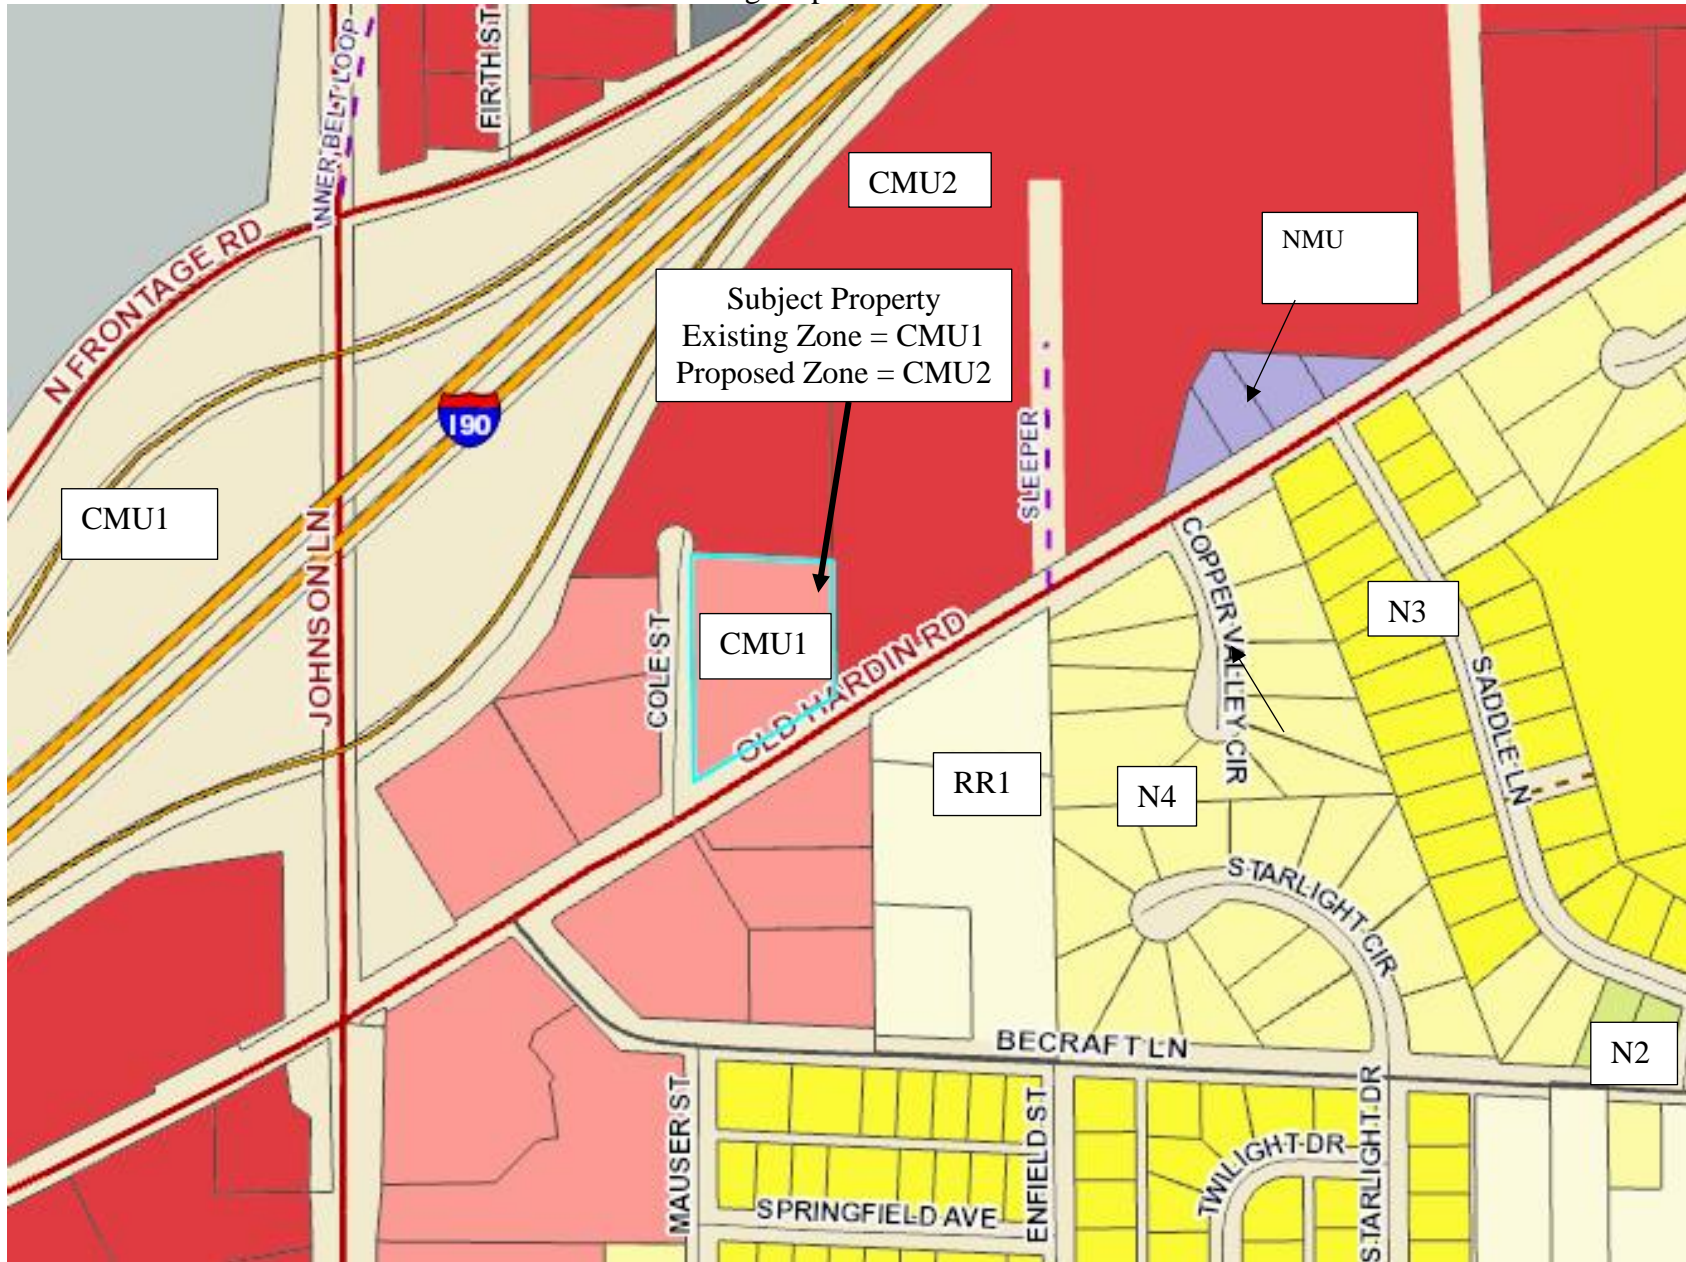 INNER BELT LOOP
FIRTH ST
CMU2
N FRONTAGE RD
NMU
Subject Property
Existing Zone = CMU1
Proposed Zone = CMU2
I90
SLEEPER
CMU1
JOHNSON LN
COLE ST
CMU1
OLD HARDIN RD
COPPER VALLEY CIR
N3
SADDLE LN
RR1
N4
STARLIGHT CIR
BECRAFT LN
N2
MAUSER ST
ENFIELD ST
TWILIGHT DR
STARLIGHT DR
SPRINGFIELD AVE